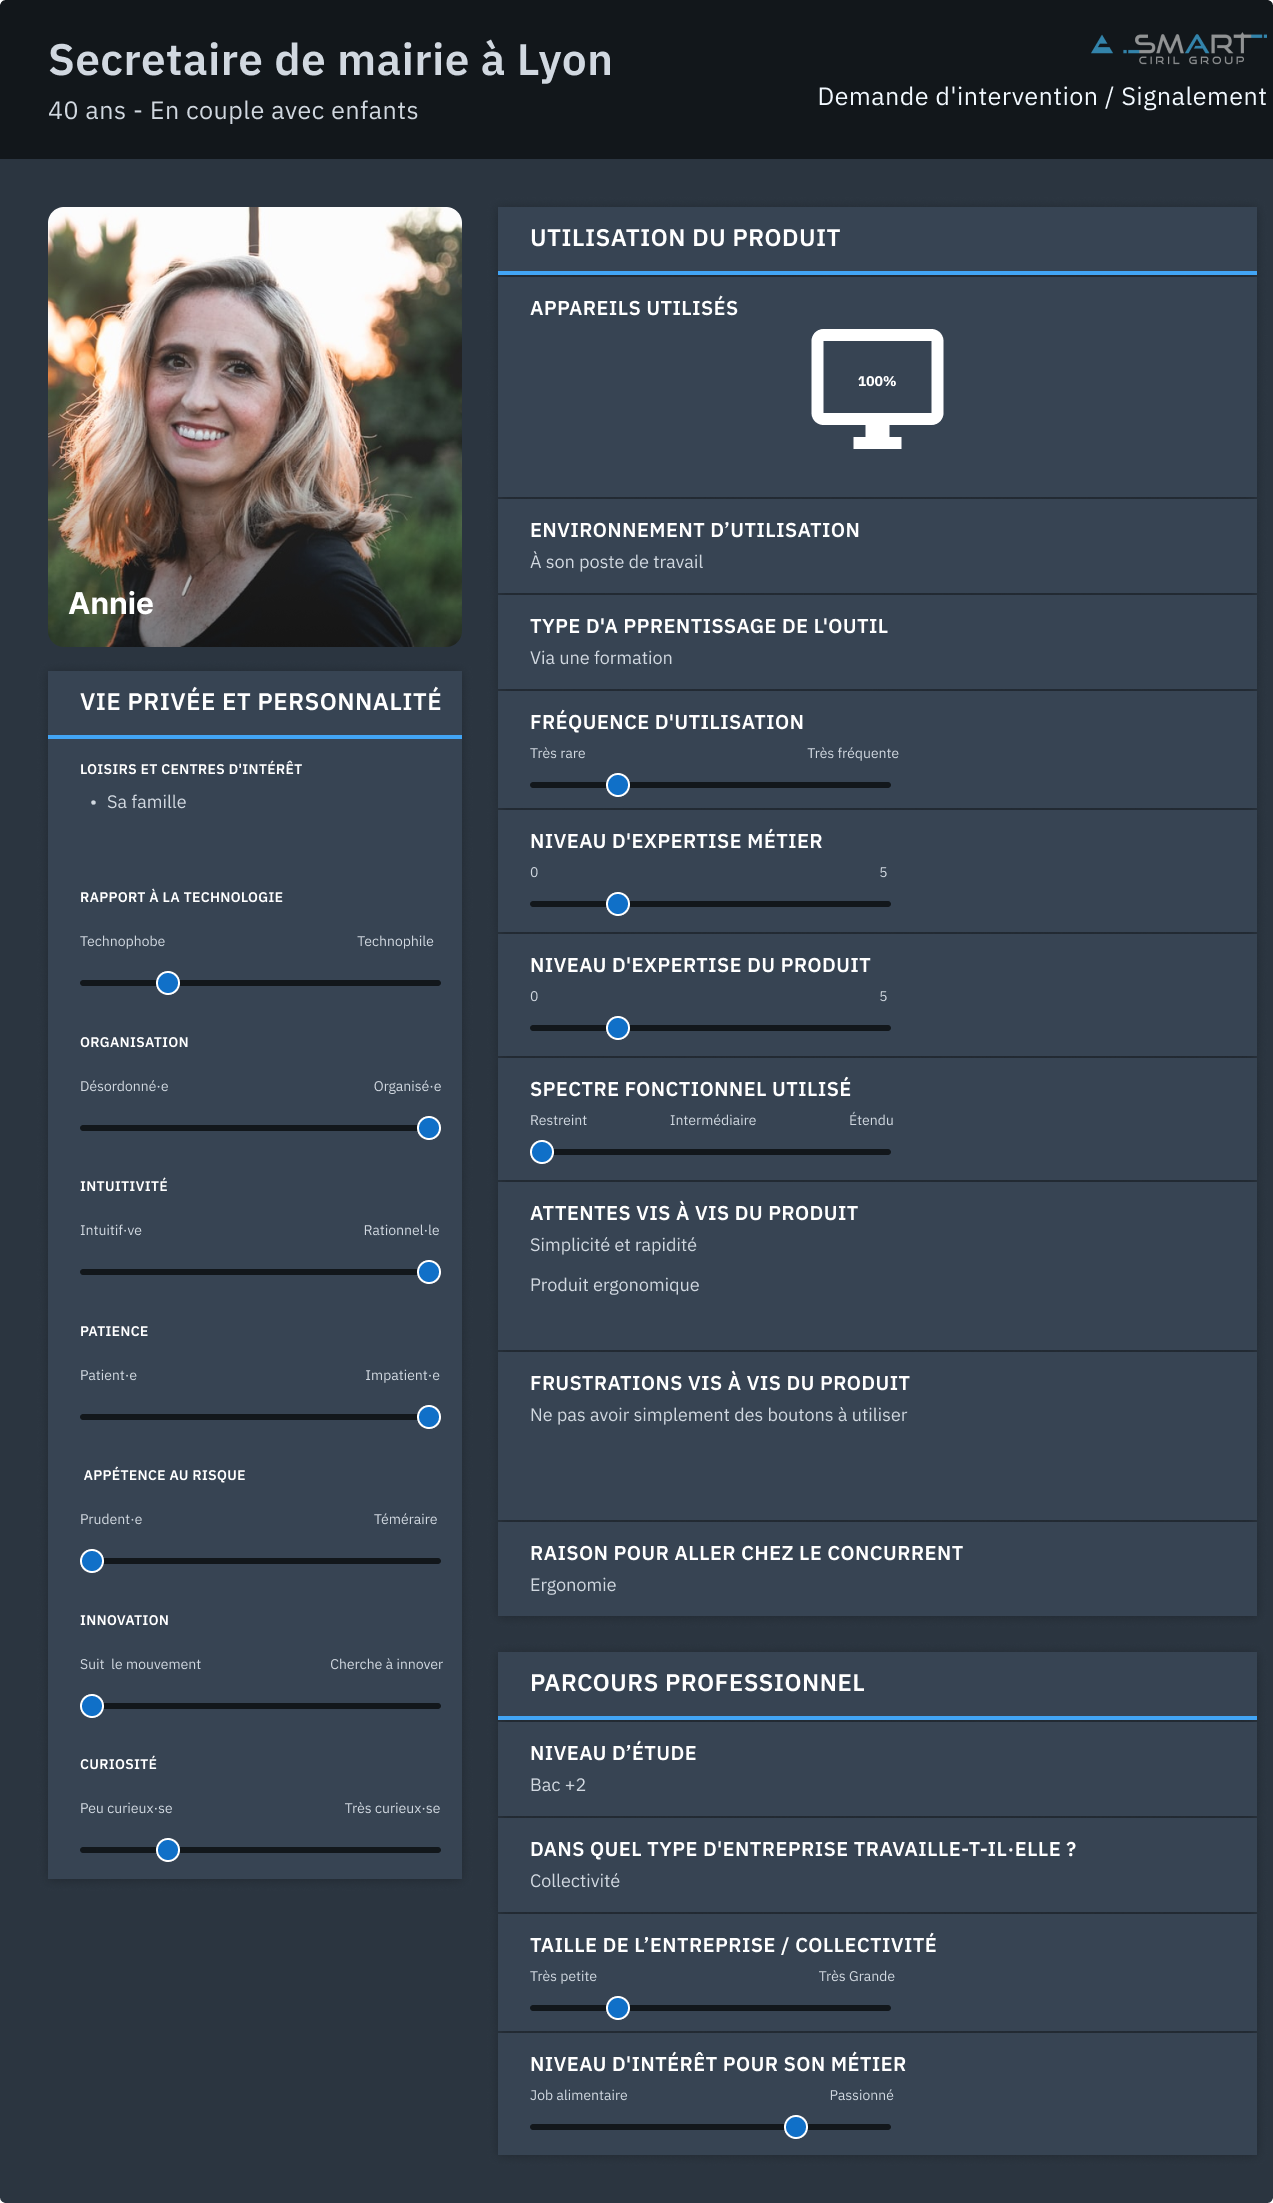 Secretaire de mairie à Lyon
40 ans - En couple avec enfants
SMART
CIRIL GROUP
Demande d'intervention / Signalement
Annie
VIE PRIVÉE ET PERSONNALITÉ
LOISIRS ET CENTRES D'INTÉRÊT
• Sa famille
RAPPORT À LA TECHNOLOGIE
Technophobe Technophile
ORGANISATION
Désordonné·e Organisé·e
INTUITIVITÉ
Intuitif·ve Rationnel·le
PATIENCE
Patient·e Impatient·e
APPÉTENCE AU RISQUE
Prudent·e Téméraire
INNOVATION
Suit le mouvement Cherche à innover
CURIOSITÉ
Peu curieux·se Très curieux·se
UTILISATION DU PRODUIT
APPAREILS UTILISÉS
100%
ENVIRONNEMENT D’UTILISATION
À son poste de travail
TYPE D'A PPRENTISSAGE DE L'OUTIL
Via une formation
FRÉQUENCE D'UTILISATION
Très rare Très fréquente
NIVEAU D'EXPERTISE MÉTIER
0 5
NIVEAU D'EXPERTISE DU PRODUIT
0 5
SPECTRE FONCTIONNEL UTILISÉ
Restreint Intermédiaire Étendu
ATTENTES VIS À VIS DU PRODUIT
Simplicité et rapidité
Produit ergonomique
FRUSTRATIONS VIS À VIS DU PRODUIT
Ne pas avoir simplement des boutons à utiliser
RAISON POUR ALLER CHEZ LE CONCURRENT
Ergonomie
PARCOURS PROFESSIONNEL
NIVEAU D’ÉTUDE
Bac +2
DANS QUEL TYPE D'ENTREPRISE TRAVAILLE-T-IL·ELLE ?
Collectivité
TAILLE DE L’ENTREPRISE / COLLECTIVITÉ
Très petite Très Grande
NIVEAU D'INTÉRÊT POUR SON MÉTIER
Job alimentaire Passionné